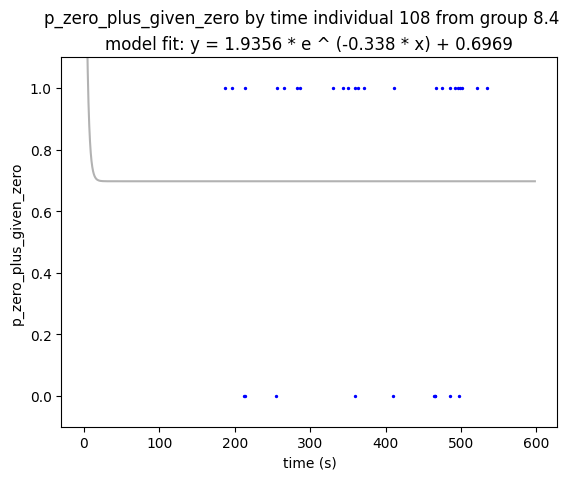 p_zero_plus_given_zero by time individual 108 from group 8.4
model fit: y = 1.9356 * e ^ (-0.338 * x) + 0.6969
1.0
0.8
0.6
0.4
0.2
0.0
p_zero_plus_given_zero
0 100 200 300 400 500 600
time (s)